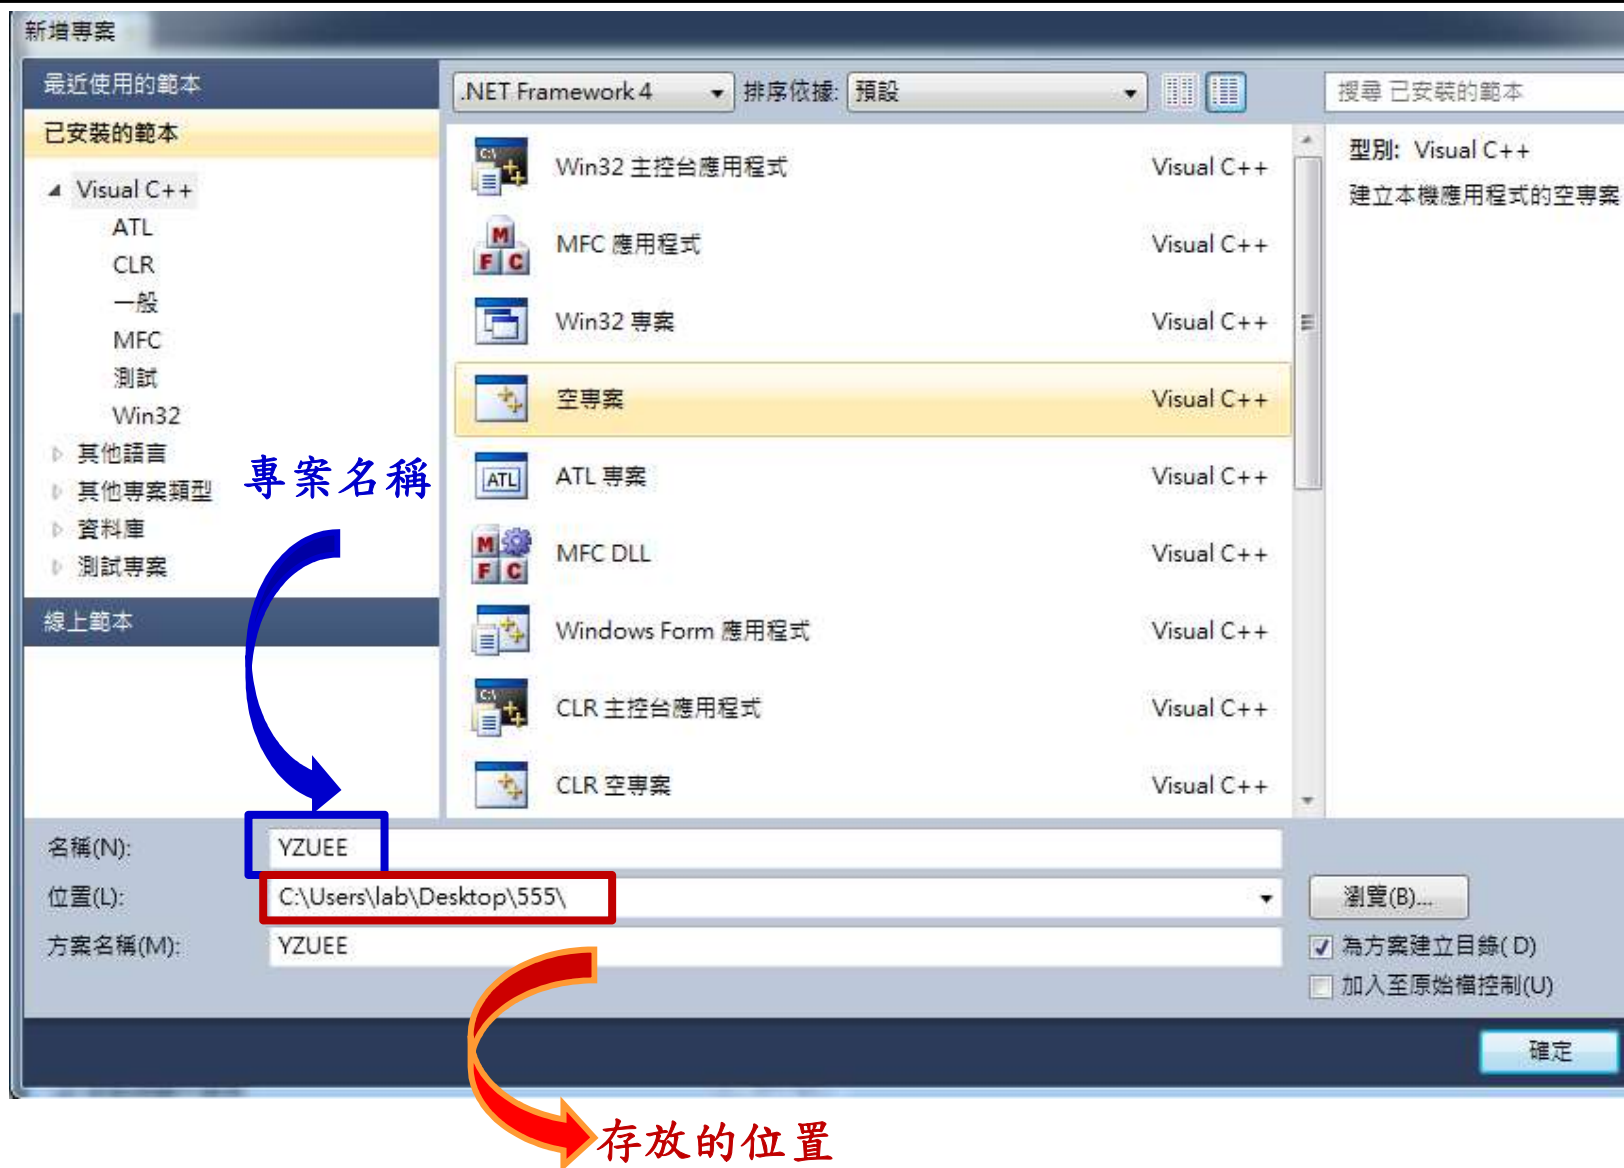 新增專案
最近使用的範本
已安裝的範本
Visual C++
ATL
CLR
一般
MFC
測試
Win32
其他語言
其他專案類型
資料庫
測試專案
線上範本
.NET Framework 4 排序依據: 預設
搜尋 已安裝的範本
Win32 主控台應用程式 Visual C++
MFC 應用程式 Visual C++
Win32 專案 Visual C++
空專案 Visual C++
ATL 專案 Visual C++
MFC DLL Visual C++
Windows Form 應用程式 Visual C++
CLR 主控台應用程式 Visual C++
CLR 空專案 Visual C++
型別: Visual C++
建立本機應用程式的空專案
專案名稱
名稱(N): YZUEE
位置(L): C:\Users\lab\Desktop\555\
瀏覽(B)...
方案名稱(M): YZUEE
為方案建立目錄(D)
加入至原始檔控制(U)
確定
存放的位置